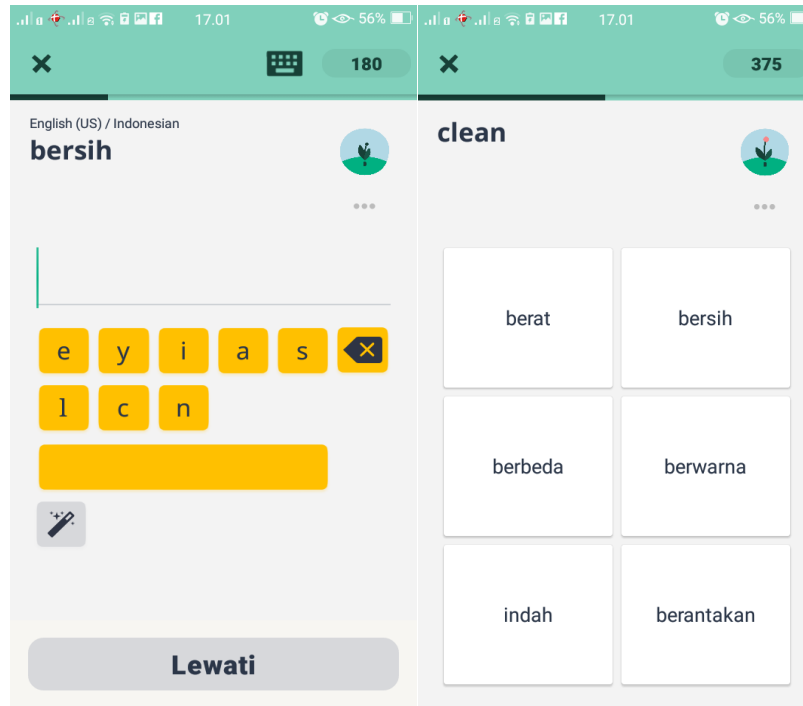 17.01 56%
180
English (US) / Indonesian
bersih
e y i a s
l c n
Lewati
17.01 56%
375
clean
berat bersih
berbeda berwarna
indah berantakan